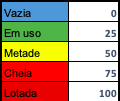 Vazia 0
Em uso 25
Metade 50
Cheia 75
Lotada 100